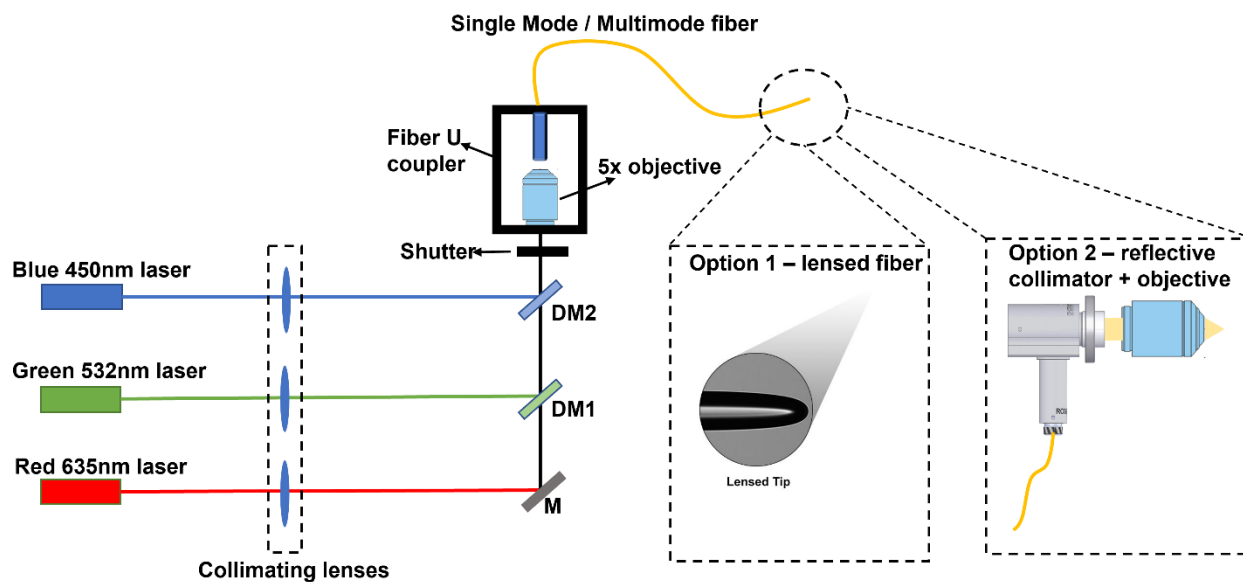 Single Mode / Multimode fiber
Fiber U
coupler
5x objective
Shutter
Blue 450nm laser
DM2
Green 532nm laser
DM1
Red 635nm laser
M
Collimating lenses
Option 1 – lensed fiber
Lensed Tip
Option 2 – reflective
collimator + objective